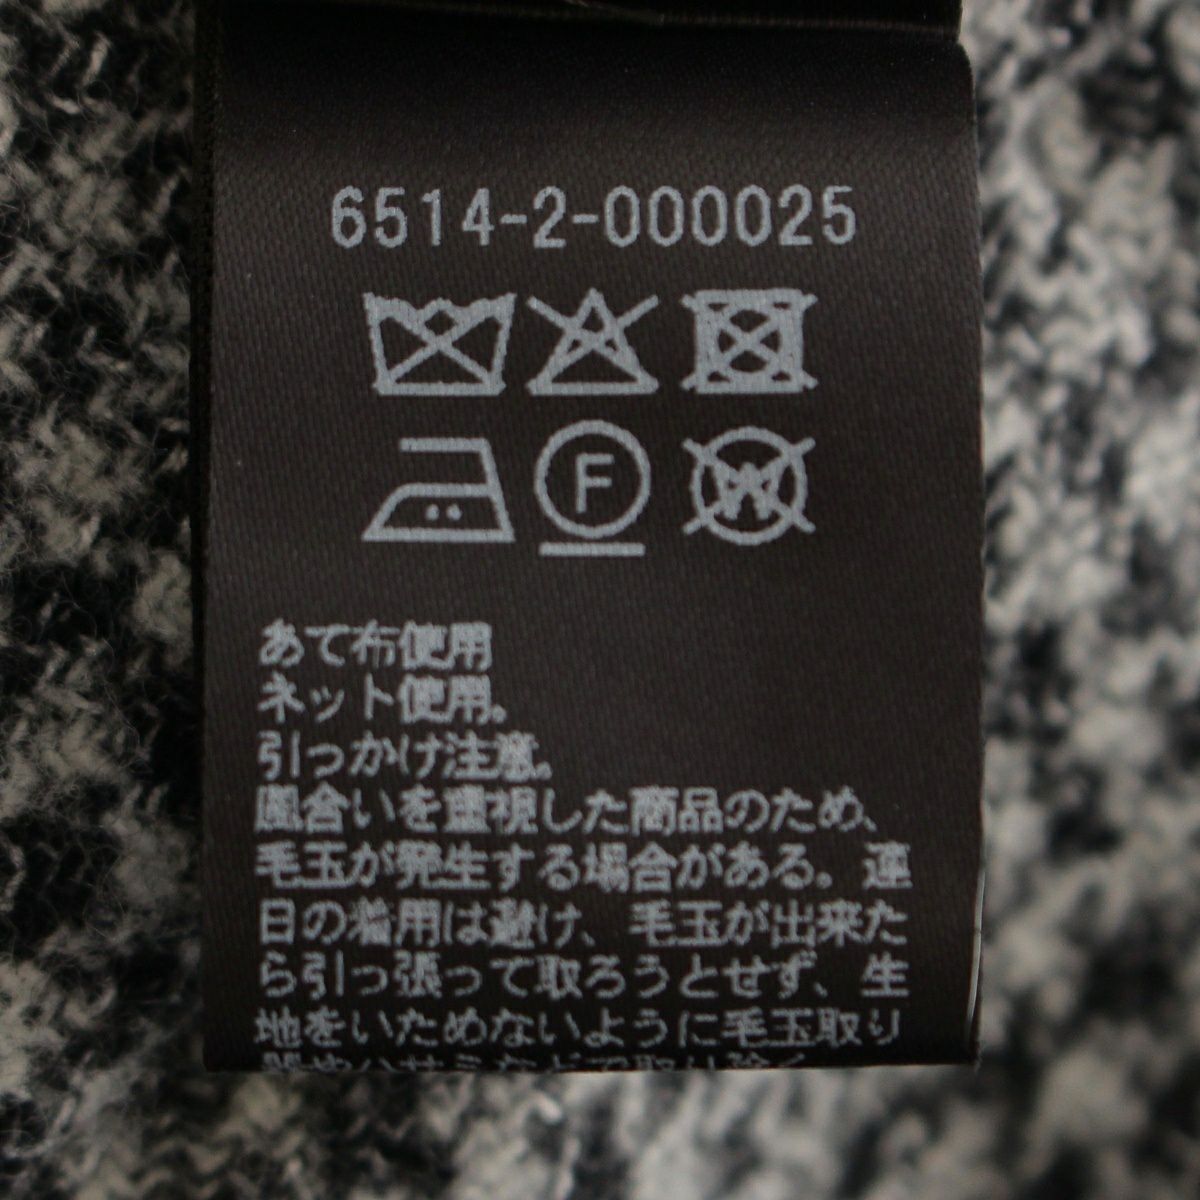 6514-2-000025
F
W
あて布使用
ネット使用。
引っかけ注意。
風合いを重視した商品のため、
毛玉が発生する場合がある。連
日の着用は避け、毛玉が出来た
ら引っ張って取ろうとせず、生
地をいためないように毛玉取り